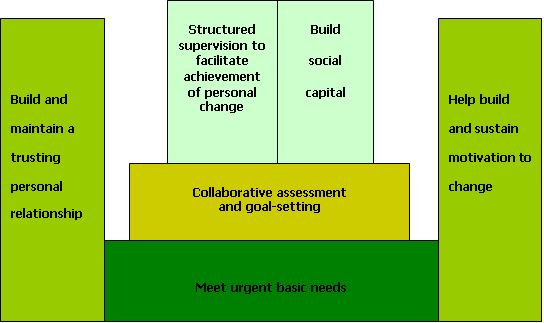 Structured
supervision to
facilitate
achievement
of personal
change
Build
social
capital
Build and
maintain a
trusting
personal
relationship
Help build
and sustain
motivation to
change
Collaborative assessment
and goal-setting
Meet urgent basic needs